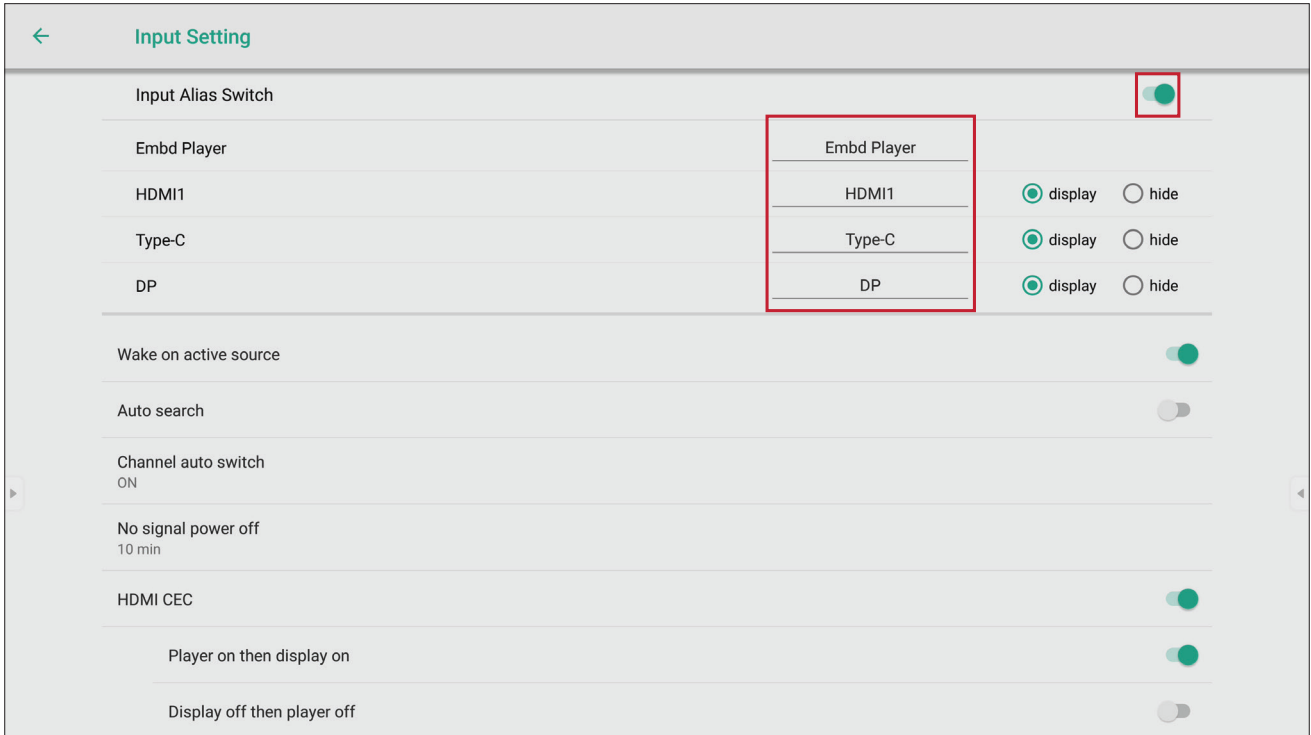 Input Setting
Input Alias Switch
Embd Player Embd Player
HDMI1 HDMI1 display hide
Type-C Type-C display hide
DP DP display hide
Wake on active source
Auto search
Channel auto switch
ON
No signal power off
10 min
HDMI CEC
Player on then display on
Display off then player off